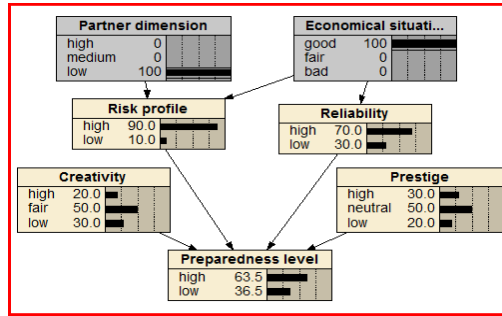 Partner dimension
high 0
medium 0
low 100
Economical situati...
good 100
fair 0
bad 0
Risk profile
high 90.0
low 10.0
Reliability
high 70.0
low 30.0
Creativity
high 20.0
fair 50.0
low 30.0
Prestige
high 30.0
neutral 50.0
low 20.0
Preparedness level
high 63.5
low 36.5